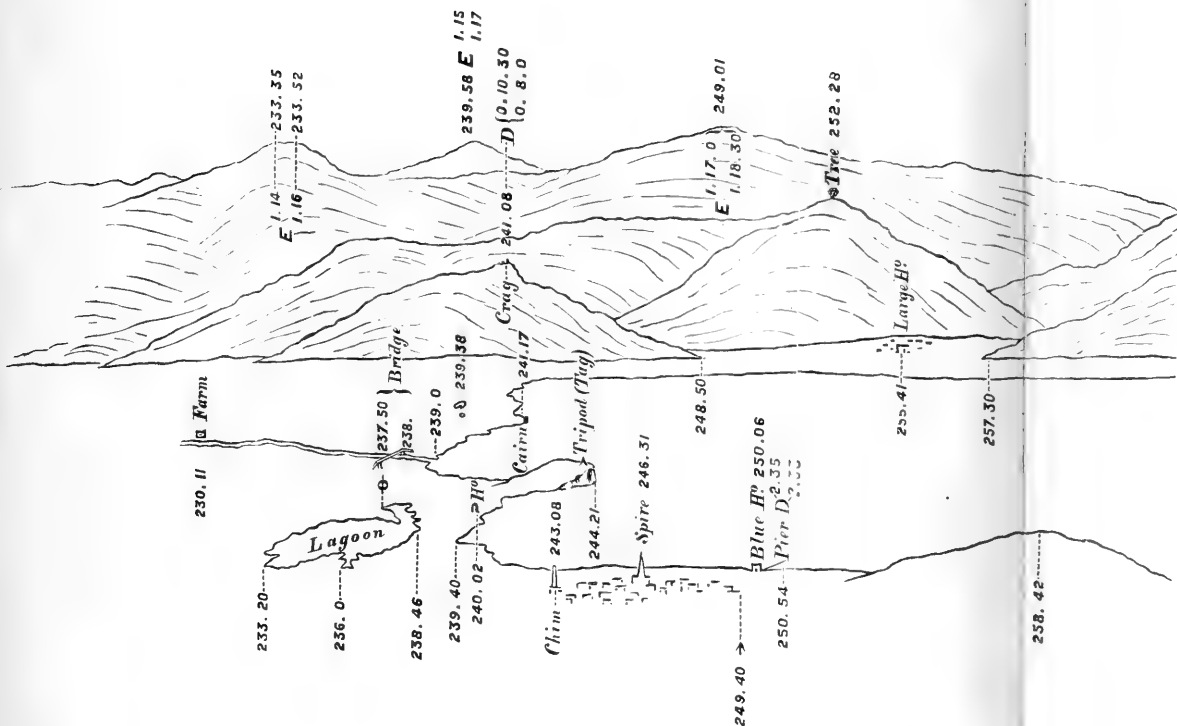 E 1.14 233.35
1.16 233.52
239.58 E 1.15
1.17
Crag 241.08 D {0.10.30
0. 8.0
E 1.17.0} 249.01
1.18.30
Tree 252.28
230.11 Farm
237.50} Bridge
238.
239.0
239.38
Cairn 241.17
Tripod (Tag)
248.50
255.41 Large Hº
257.30
Lagoon
233.20
236.0
238.46
239.40
240.02 Hº
Chim 243.08
244.21
Spire 246.31
249.40
Blue Hº 250.06
250.54 Pier D 2.35
258.42